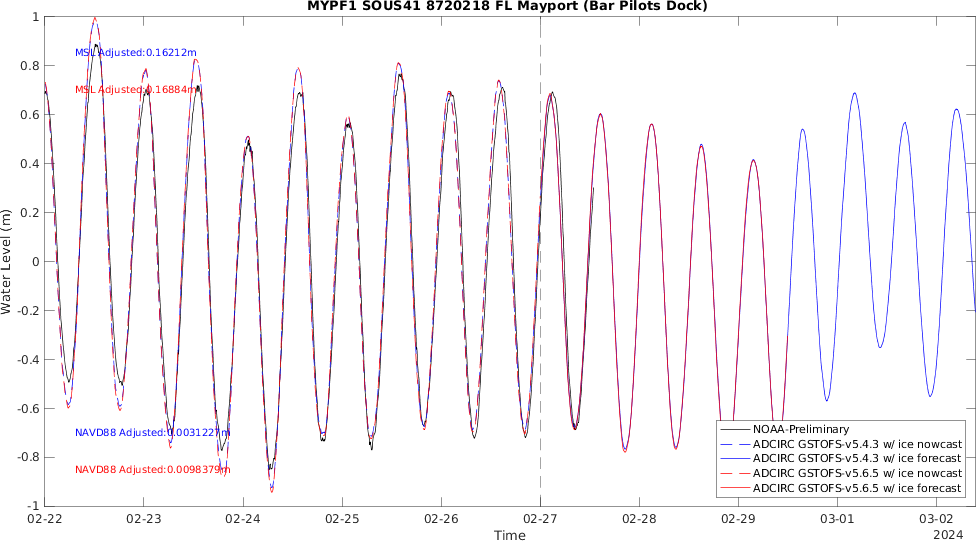 MYPF1 SOUS41 8720218 FL Mayport (Bar Pilots Dock)
1
0.8
0.6
0.4
0.2
0
-0.2
-0.4
-0.6
-0.8
-1
Water Level (m)
MSL Adjusted:0.16212m
MSL Adjusted:0.16884m
NAVD88 Adjusted:0.0031227m
NAVD88 Adjusted:0.0098379m
NOAA-Preliminary
ADCIRC GSTOFS-v5.4.3 w/ ice nowcast
ADCIRC GSTOFS-v5.4.3 w/ ice forecast
ADCIRC GSTOFS-v5.6.5 w/ ice nowcast
ADCIRC GSTOFS-v5.6.5 w/ ice forecast
02-22 02-23 02-24 02-25 02-26 02-27 02-28 02-29 03-01 03-02
2024
Time